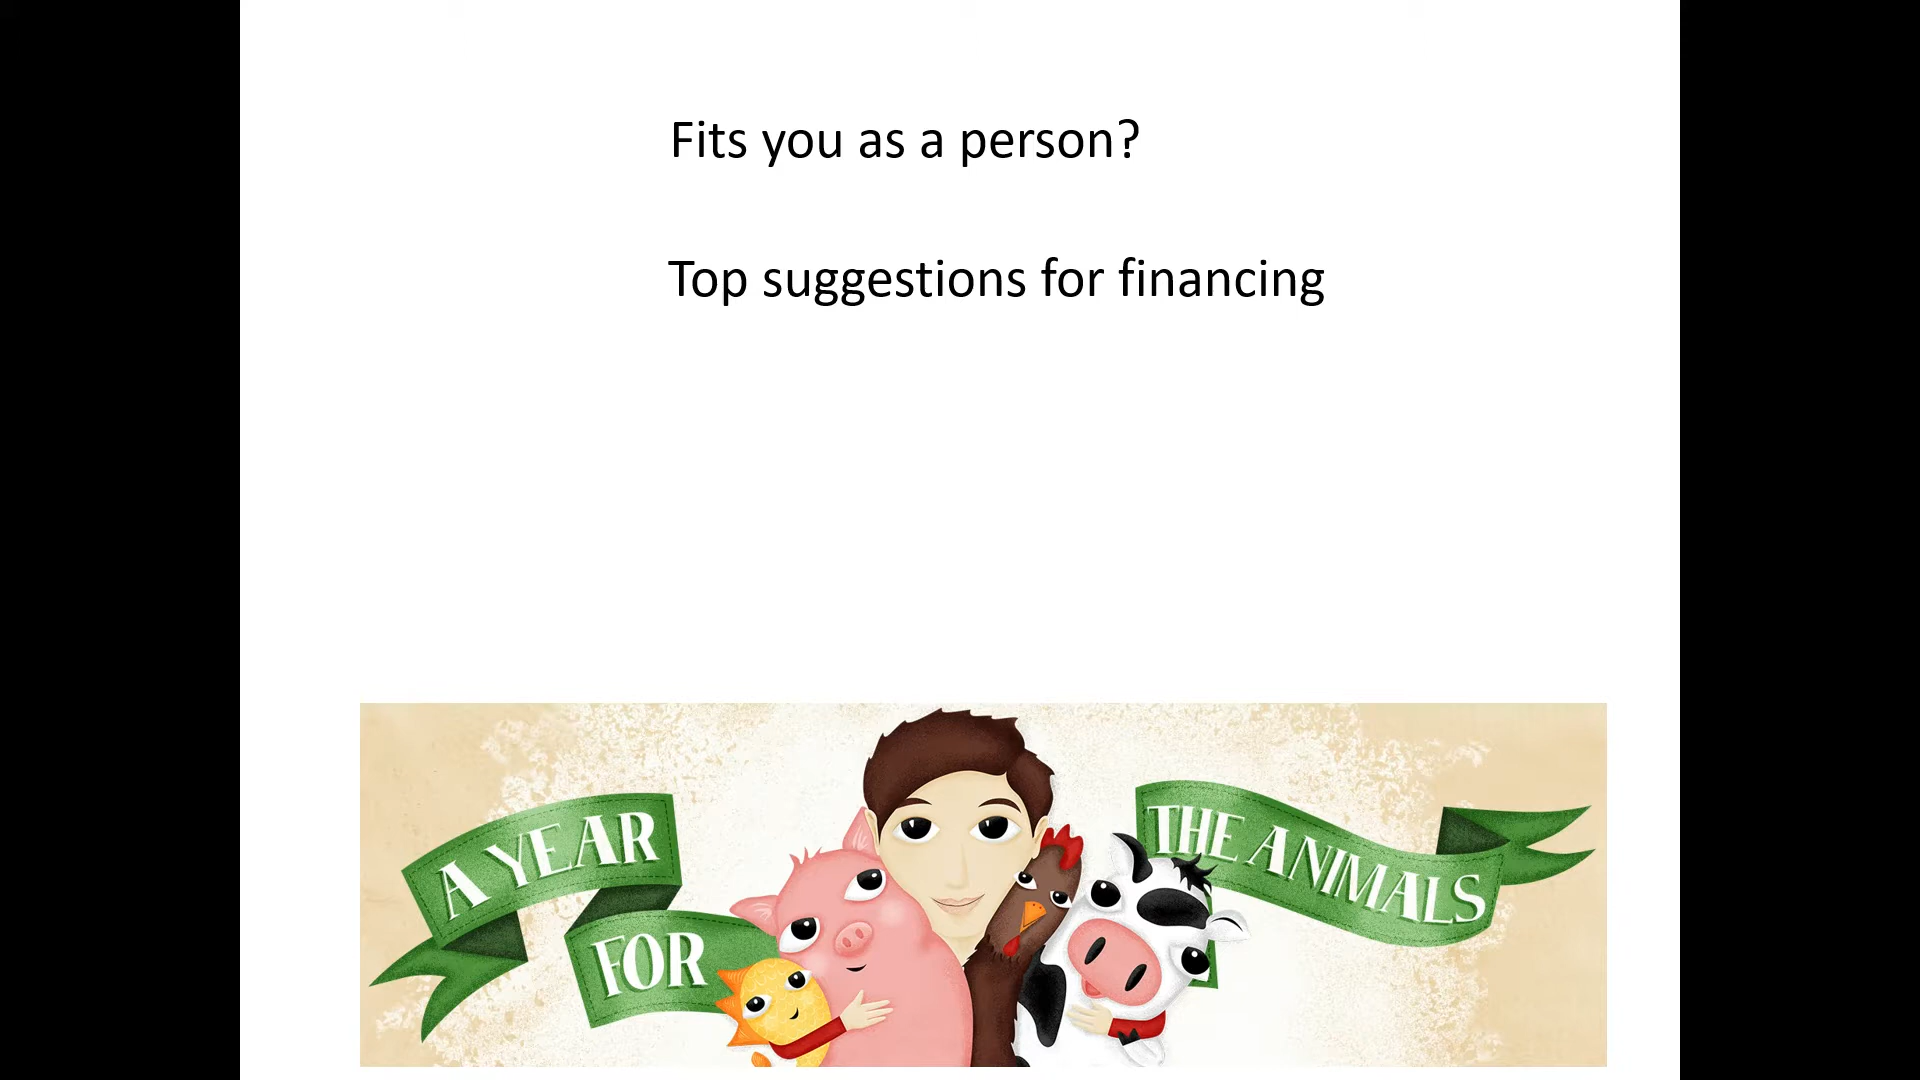 Fits you as a person?
Top suggestions for financing
A YEAR
FOR
THE ANIMALS